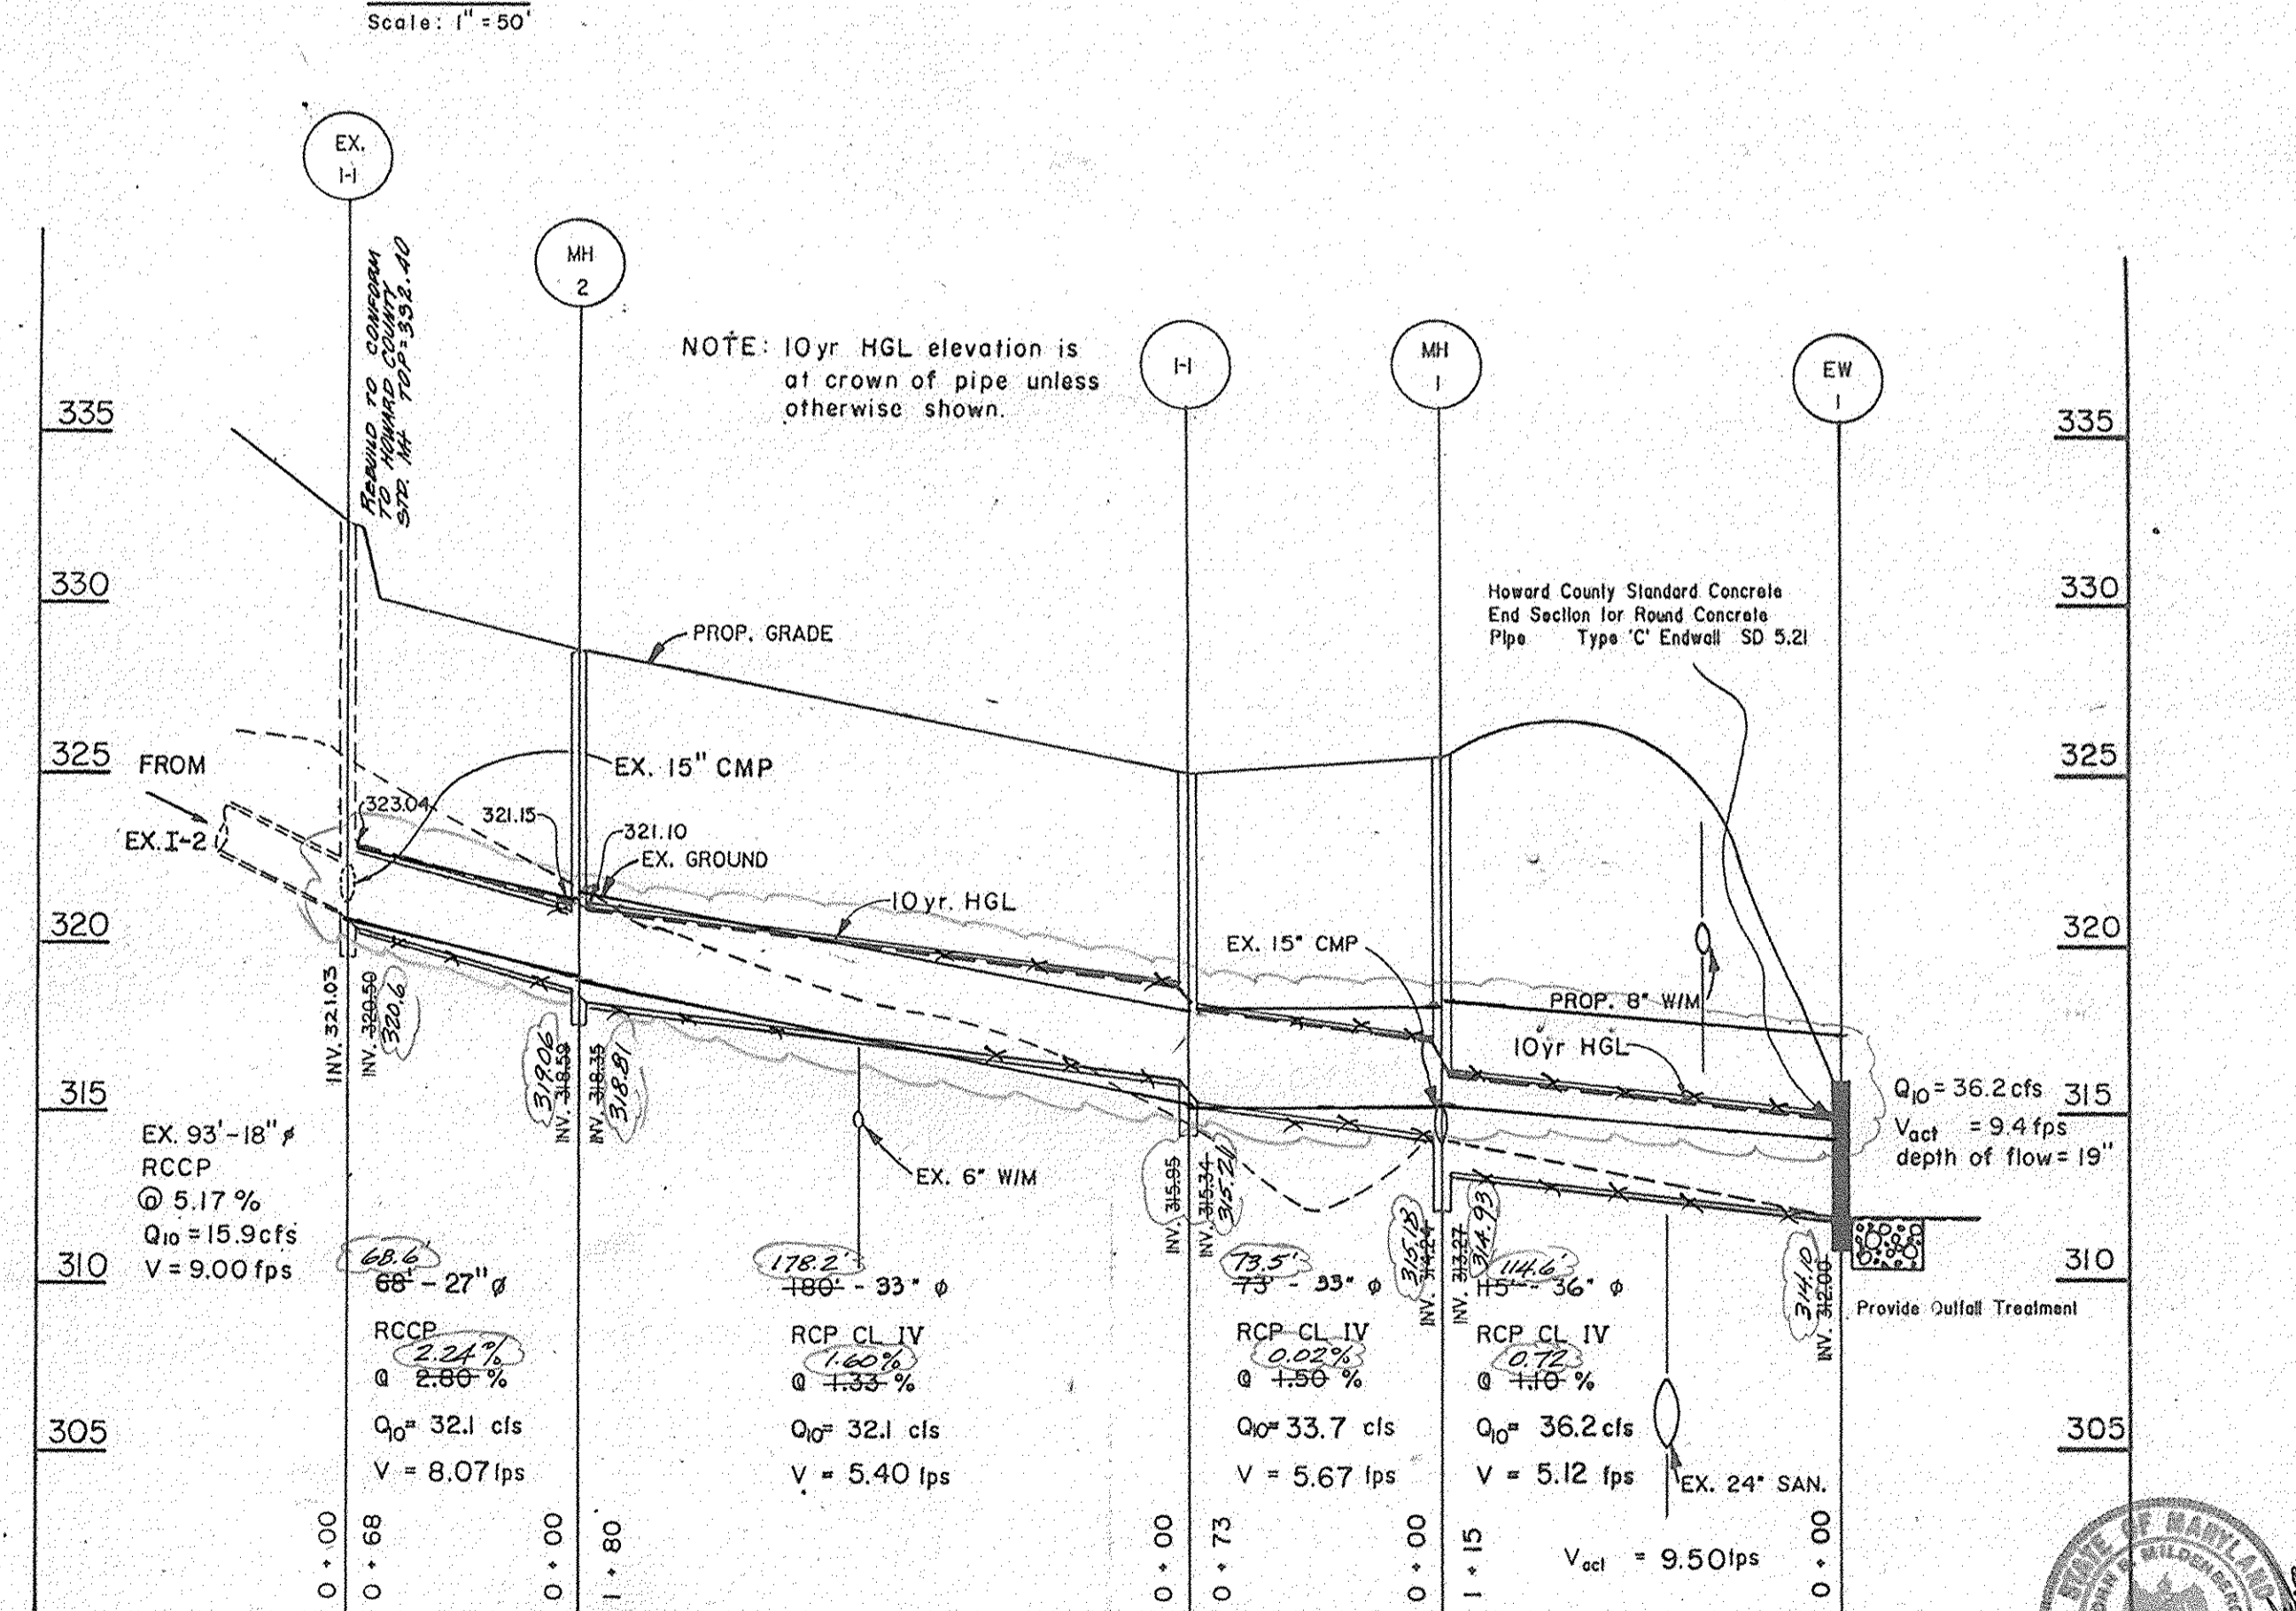 Scale: 1" = 50'
EX.
I-1
MH
2
I-1
MH
1
EW
1
REBUILD TO CONFORM
TO HOWARD COUNTY
STD. MH TOP=332.40
NOTE: 10yr HGL elevation is
at crown of pipe unless
otherwise shown.
335
335
330
330
Howard County Standard Concrete
End Section for Round Concrete
Pipe Type 'C' Endwall SD 5.21
PROP. GRADE
325
325
FROM
EX. I-2
EX. 15" CMP
323.04
321.15
321.10
EX. GROUND
10yr. HGL
320
320
EX. 15" CMP
PROP. 8" W/M
10yr HGL
INV. 321.03
INV. 320.50
320.6
319.06
INV. 318.59
INV. 318.35
318.81
315
315
Q10 = 36.2 cfs
Vact = 9.4 fps
depth of flow = 19"
EX. 93'-18" ø
RCCP
@ 5.17 %
Q10 = 15.9 cfs
V = 9.00 fps
EX. 6" W/M
INV. 315.95
INV. 315.34
315.21
315.18
INV. 314.24
INV. 313.27
314.93
314.10
INV. 312.00
310
310
Provide Outfall Treatment
68.6'
68' - 27" ø
RCCP
2.24%
@ 2.80 %
Q10 = 32.1 cfs
V = 8.07 fps
178.2'
180' - 33" ø
RCP CL IV
1.60%
@ 1.33 %
Q10 = 32.1 cfs
V = 5.40 fps
73.5'
73' - 33" ø
RCP CL IV
0.02%
@ 1.50 %
Q10 = 33.7 cfs
V = 5.67 fps
114.6'
115' - 36" ø
RCP CL IV
0.72
@ 1.10 %
Q10 = 36.2 cfs
V = 5.12 fps
305
305
EX. 24" SAN.
Vact = 9.50 fps
0+00
0+68
0+00
1+80
0+00
0+73
0+00
1+15
0+00
STATE OF MARYLAND